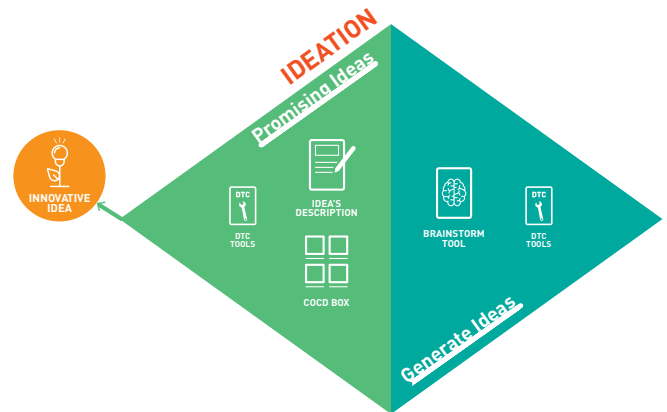 IDEATION
Promising Ideas
INNOVATIVE
IDEA
DTC
DTC
TOOLS
IDEA'S
DESCRIPTION
COCD BOX
BRAINSTORM
TOOL
DTC
DTC
TOOLS
Generate Ideas